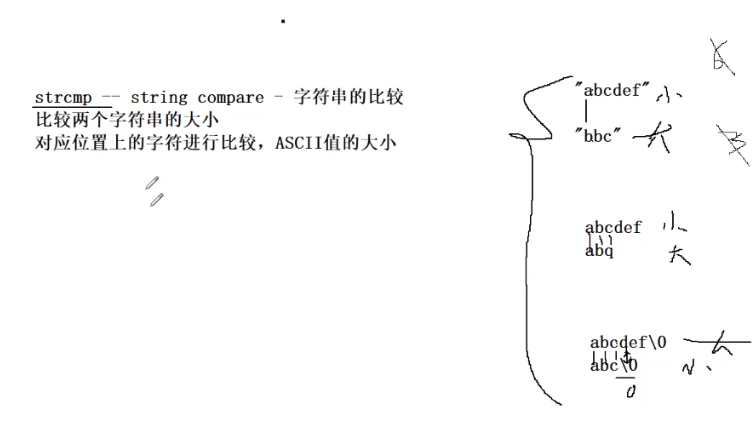 strcmp -- string compare - 字符串的比较
比较两个字符串的大小
对应位置上的字符进行比较，ASCII值的大小
6
"abcdef" 小
"bbc" 大
3
abcdef 小
abq 大
abcdef\0 大
abc\0 小
0